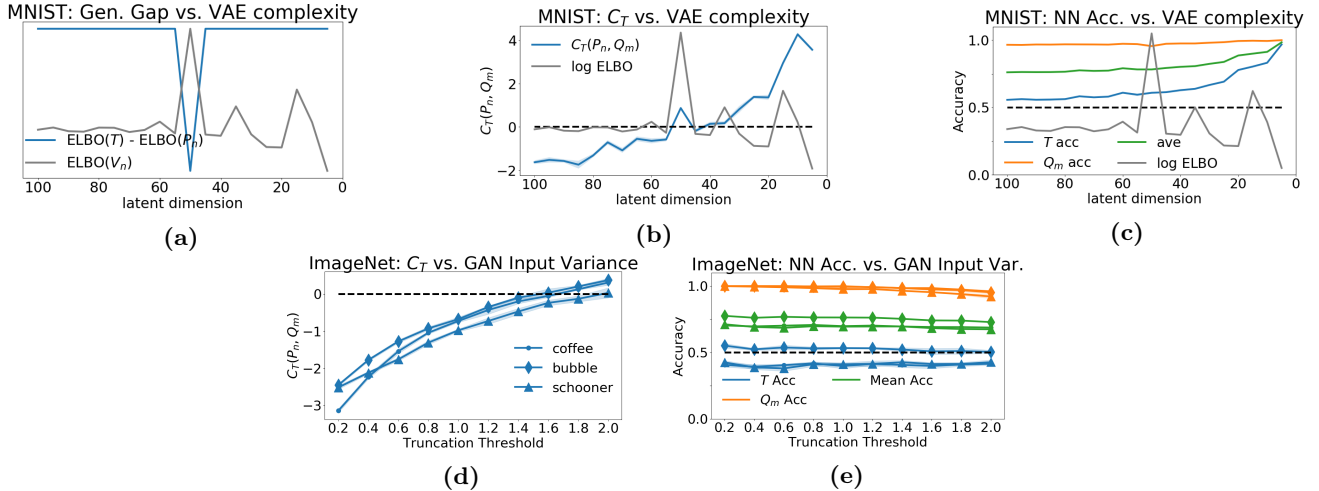 MNIST: Gen. Gap vs. VAE complexity
ELBO(T) - ELBO(Pₙ)
ELBO(Vₙ)
100 80 60 40 20 0
latent dimension
(a)
MNIST: C_T vs. VAE complexity
C_T(Pₙ, Qₘ)
4
2
0
−2
C_T(Pₙ, Qₘ)
log ELBO
100 80 60 40 20 0
latent dimension
(b)
MNIST: NN Acc. vs. VAE complexity
Accuracy
1.0
0.5
0.0
T acc
Qₘ acc
ave
log ELBO
100 80 60 40 20 0
latent dimension
(c)
ImageNet: C_T vs. GAN Input Variance
C_T(Pₙ, Qₘ)
0
−1
−2
−3
coffee
bubble
schooner
0.2 0.4 0.6 0.8 1.0 1.2 1.4 1.6 1.8 2.0
Truncation Threshold
(d)
ImageNet: NN Acc. vs. GAN Input Var.
Accuracy
1.0
0.5
0.0
T Acc
Qₘ Acc
Mean Acc
0.2 0.4 0.6 0.8 1.0 1.2 1.4 1.6 1.8 2.0
Truncation Threshold
(e)